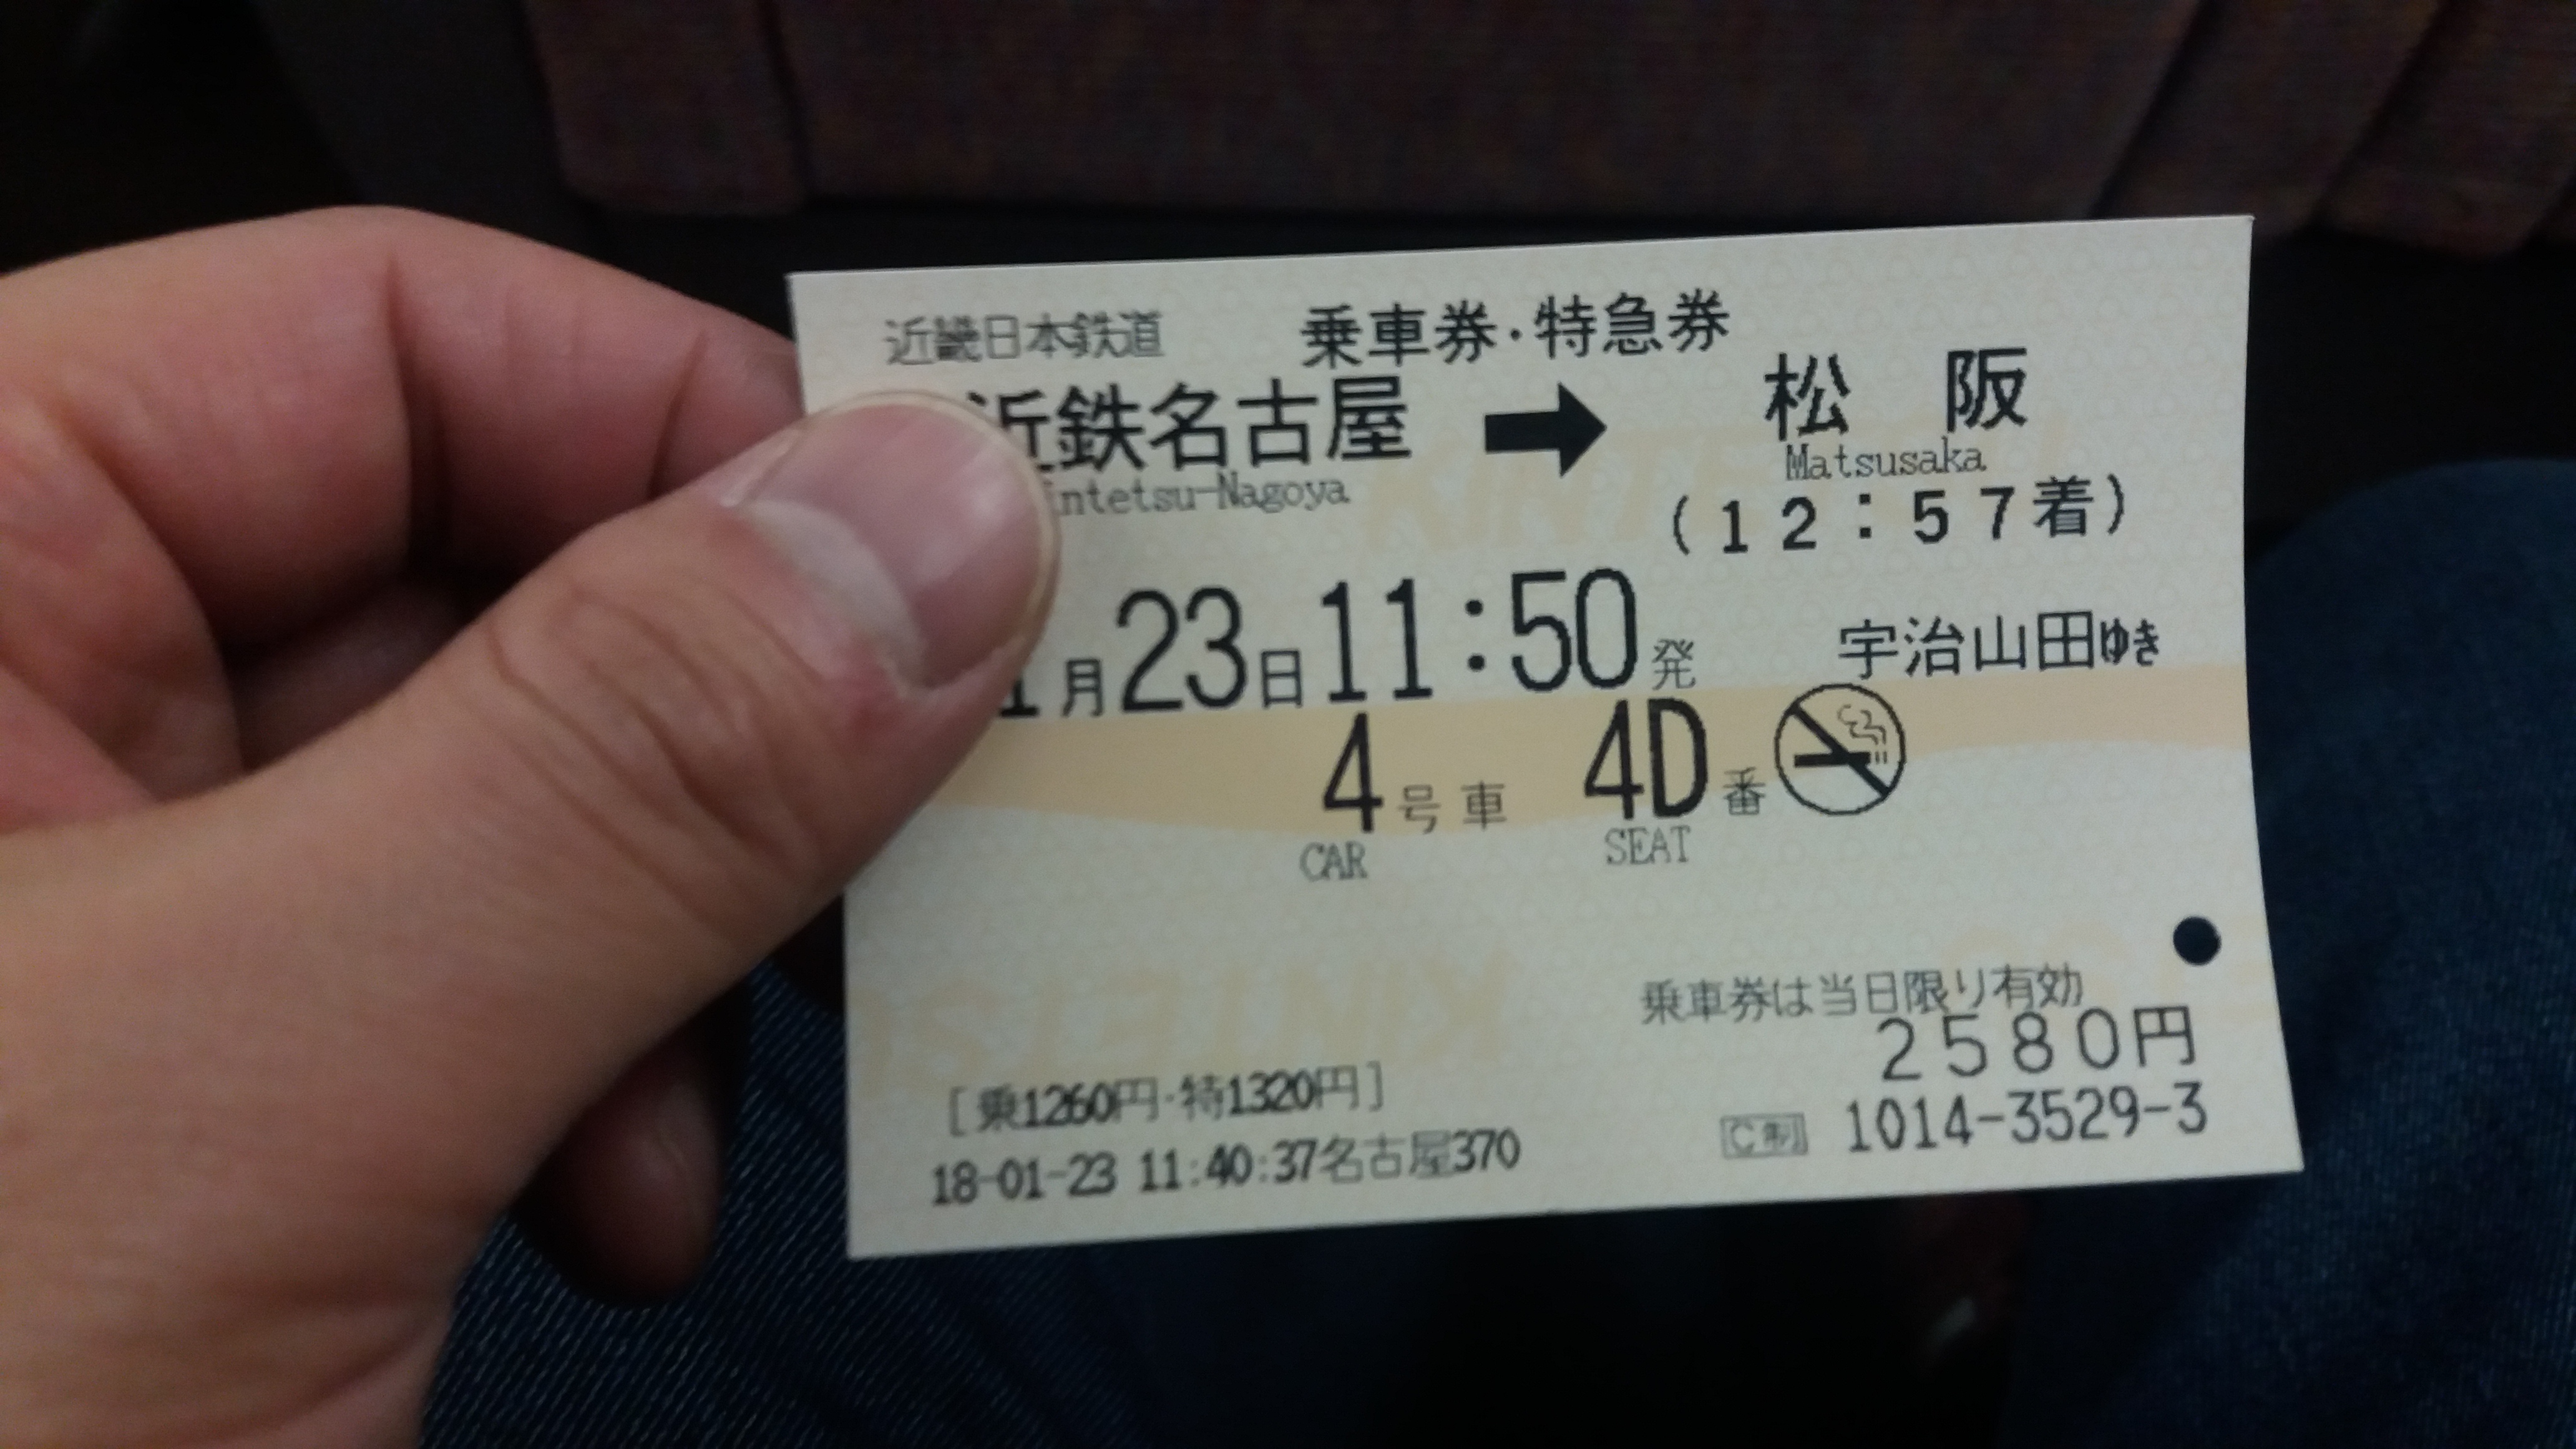 近畿日本鉄道 乗車券・特急券
近鉄名古屋 ➡ 松阪
intetsu-Nagoya Matsusaka
(12:57着)
1月23日11:50発 宇治山田ゆき
4号車 4D番
CAR SEAT
乗車券は当日限り有効
2580円
[乗1260円・特1320円]
C制 1014-3529-3
18-01-23 11:40:37名古屋370